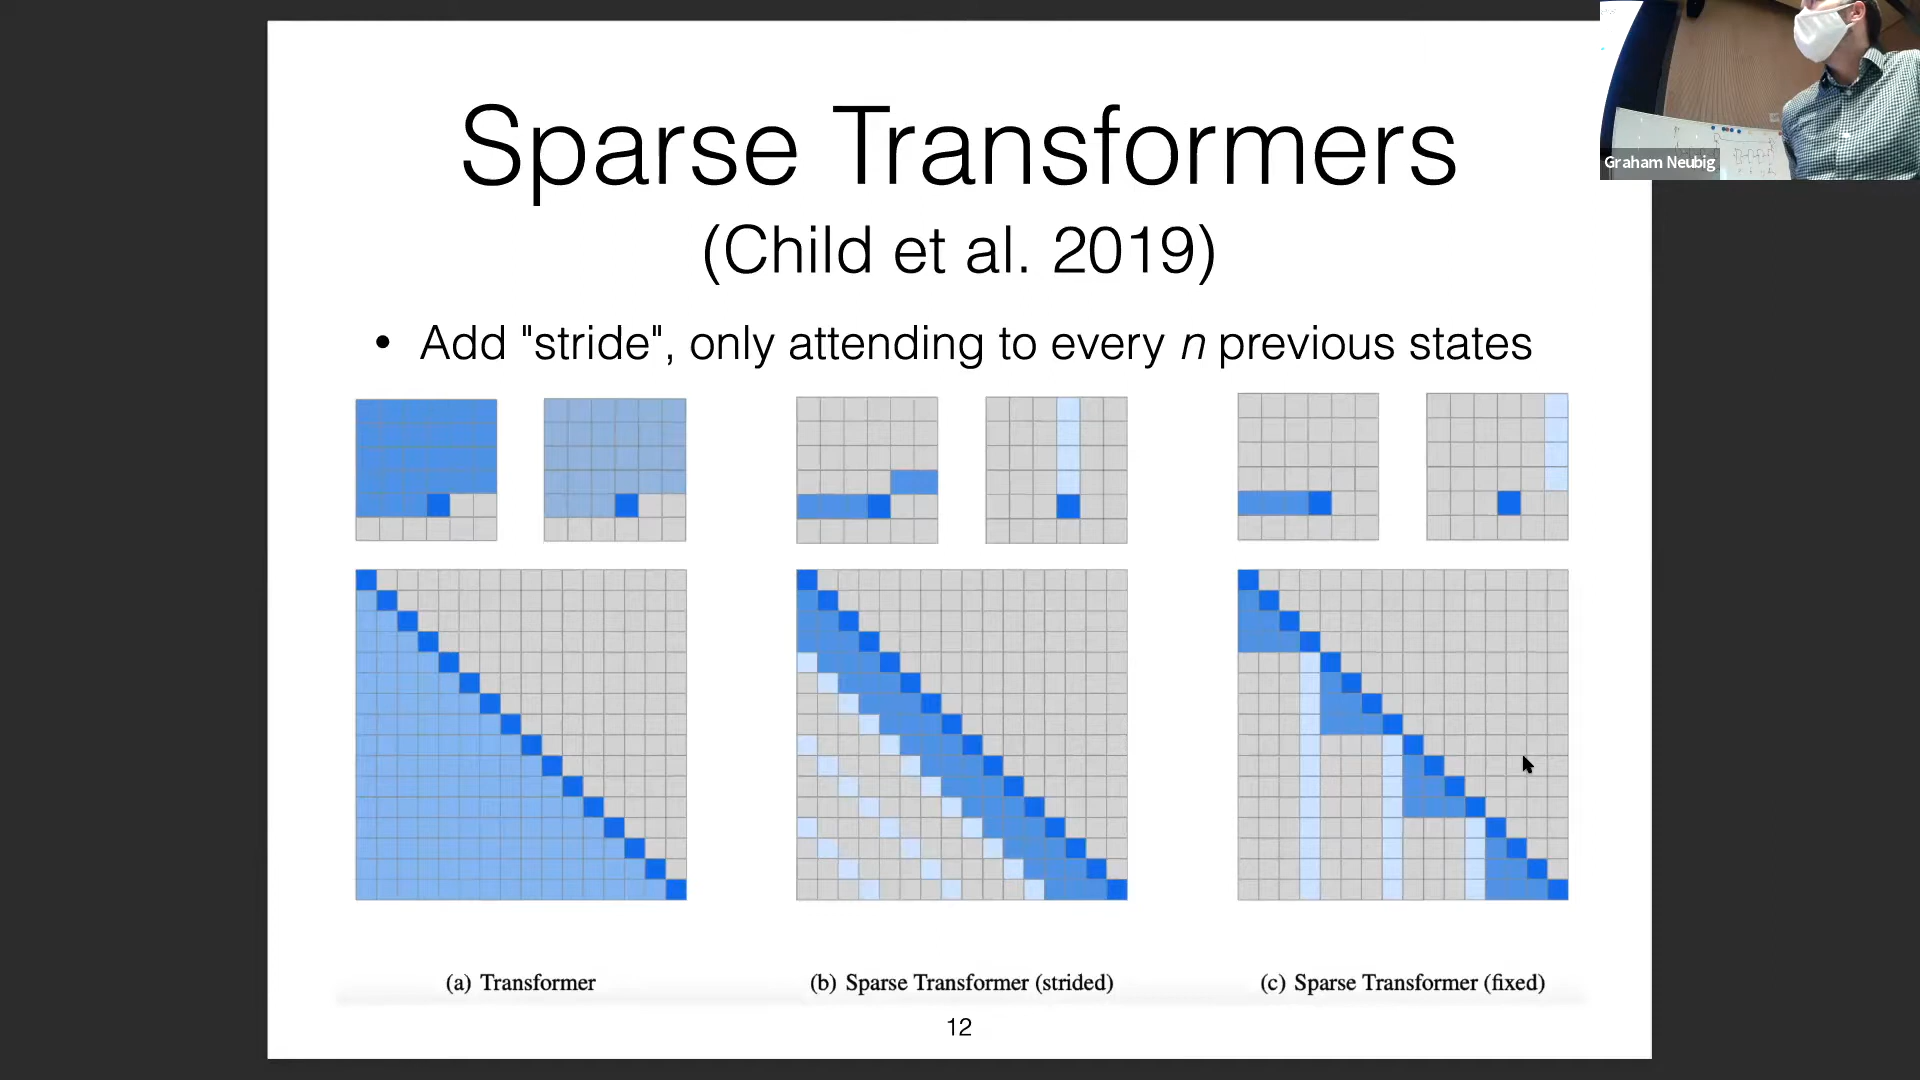 Sparse Transformers
(Child et al. 2019)
• Add "stride", only attending to every n previous states
(a) Transformer
(b) Sparse Transformer (strided)
(c) Sparse Transformer (fixed)
12
Graham Neubig